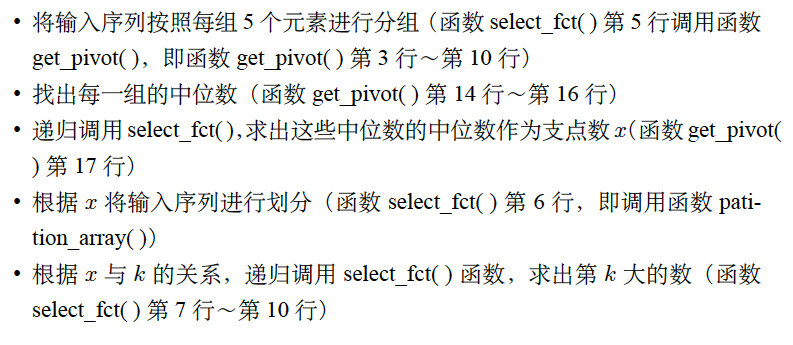 • 将输入序列按照每组 5 个元素进行分组（函数 select_fct( ) 第 5 行调用函数
get_pivot( )，即函数 get_pivot( ) 第 3 行～第 10 行）
• 找出每一组的中位数（函数 get_pivot( ) 第 14 行～第 16 行）
• 递归调用 select_fct( )，求出这些中位数的中位数作为支点数 x（函数 get_pivot(
) 第 17 行）
• 根据 x 将输入序列进行划分（函数 select_fct( ) 第 6 行，即调用函数 pati-
tion_array( )）
• 根据 x 与 k 的关系，递归调用 select_fct( ) 函数，求出第 k 大的数（函数
select_fct( ) 第 7 行～第 10 行）